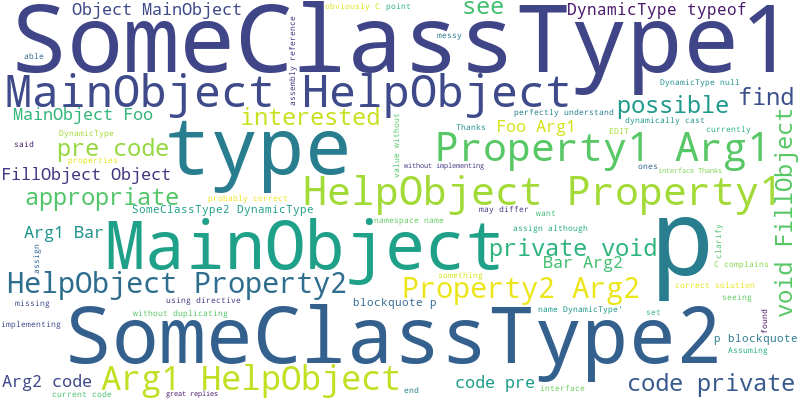 Object MainObject
obviously C
point
see
DynamicType typeof
SomeClassType1
assembly reference
messy
able
MainObject HelpObject
DynamicType null
possible
find
MainObject Foo
interested
perfectly understand
dynamically cast
Thanks
Foo Arg1
EDIT
currently
DynamicType
said
pre code
type
value without
Property1 Arg1
void FillObject
properties
without implementing
ones
interface Thanks
FillObject Object
HelpObject Property1
appropriate
probably correct
SomeClassType2 DynamicType
may differ
want
namespace name
assign although
Arg1 Bar
MainObject
private void
p
clarify
assign
Bar Arg2
C complains
HelpObject Property2
something
Property2 Arg2
correct solution
seeing
missing
using directive
blockquote p
without duplicating
name DynamicType'
set
found
implementing
SomeClassType2
p blockquote
Assuming
Arg2 code
Arg1 HelpObject
code pre
interface
code private
current code
great replies
end